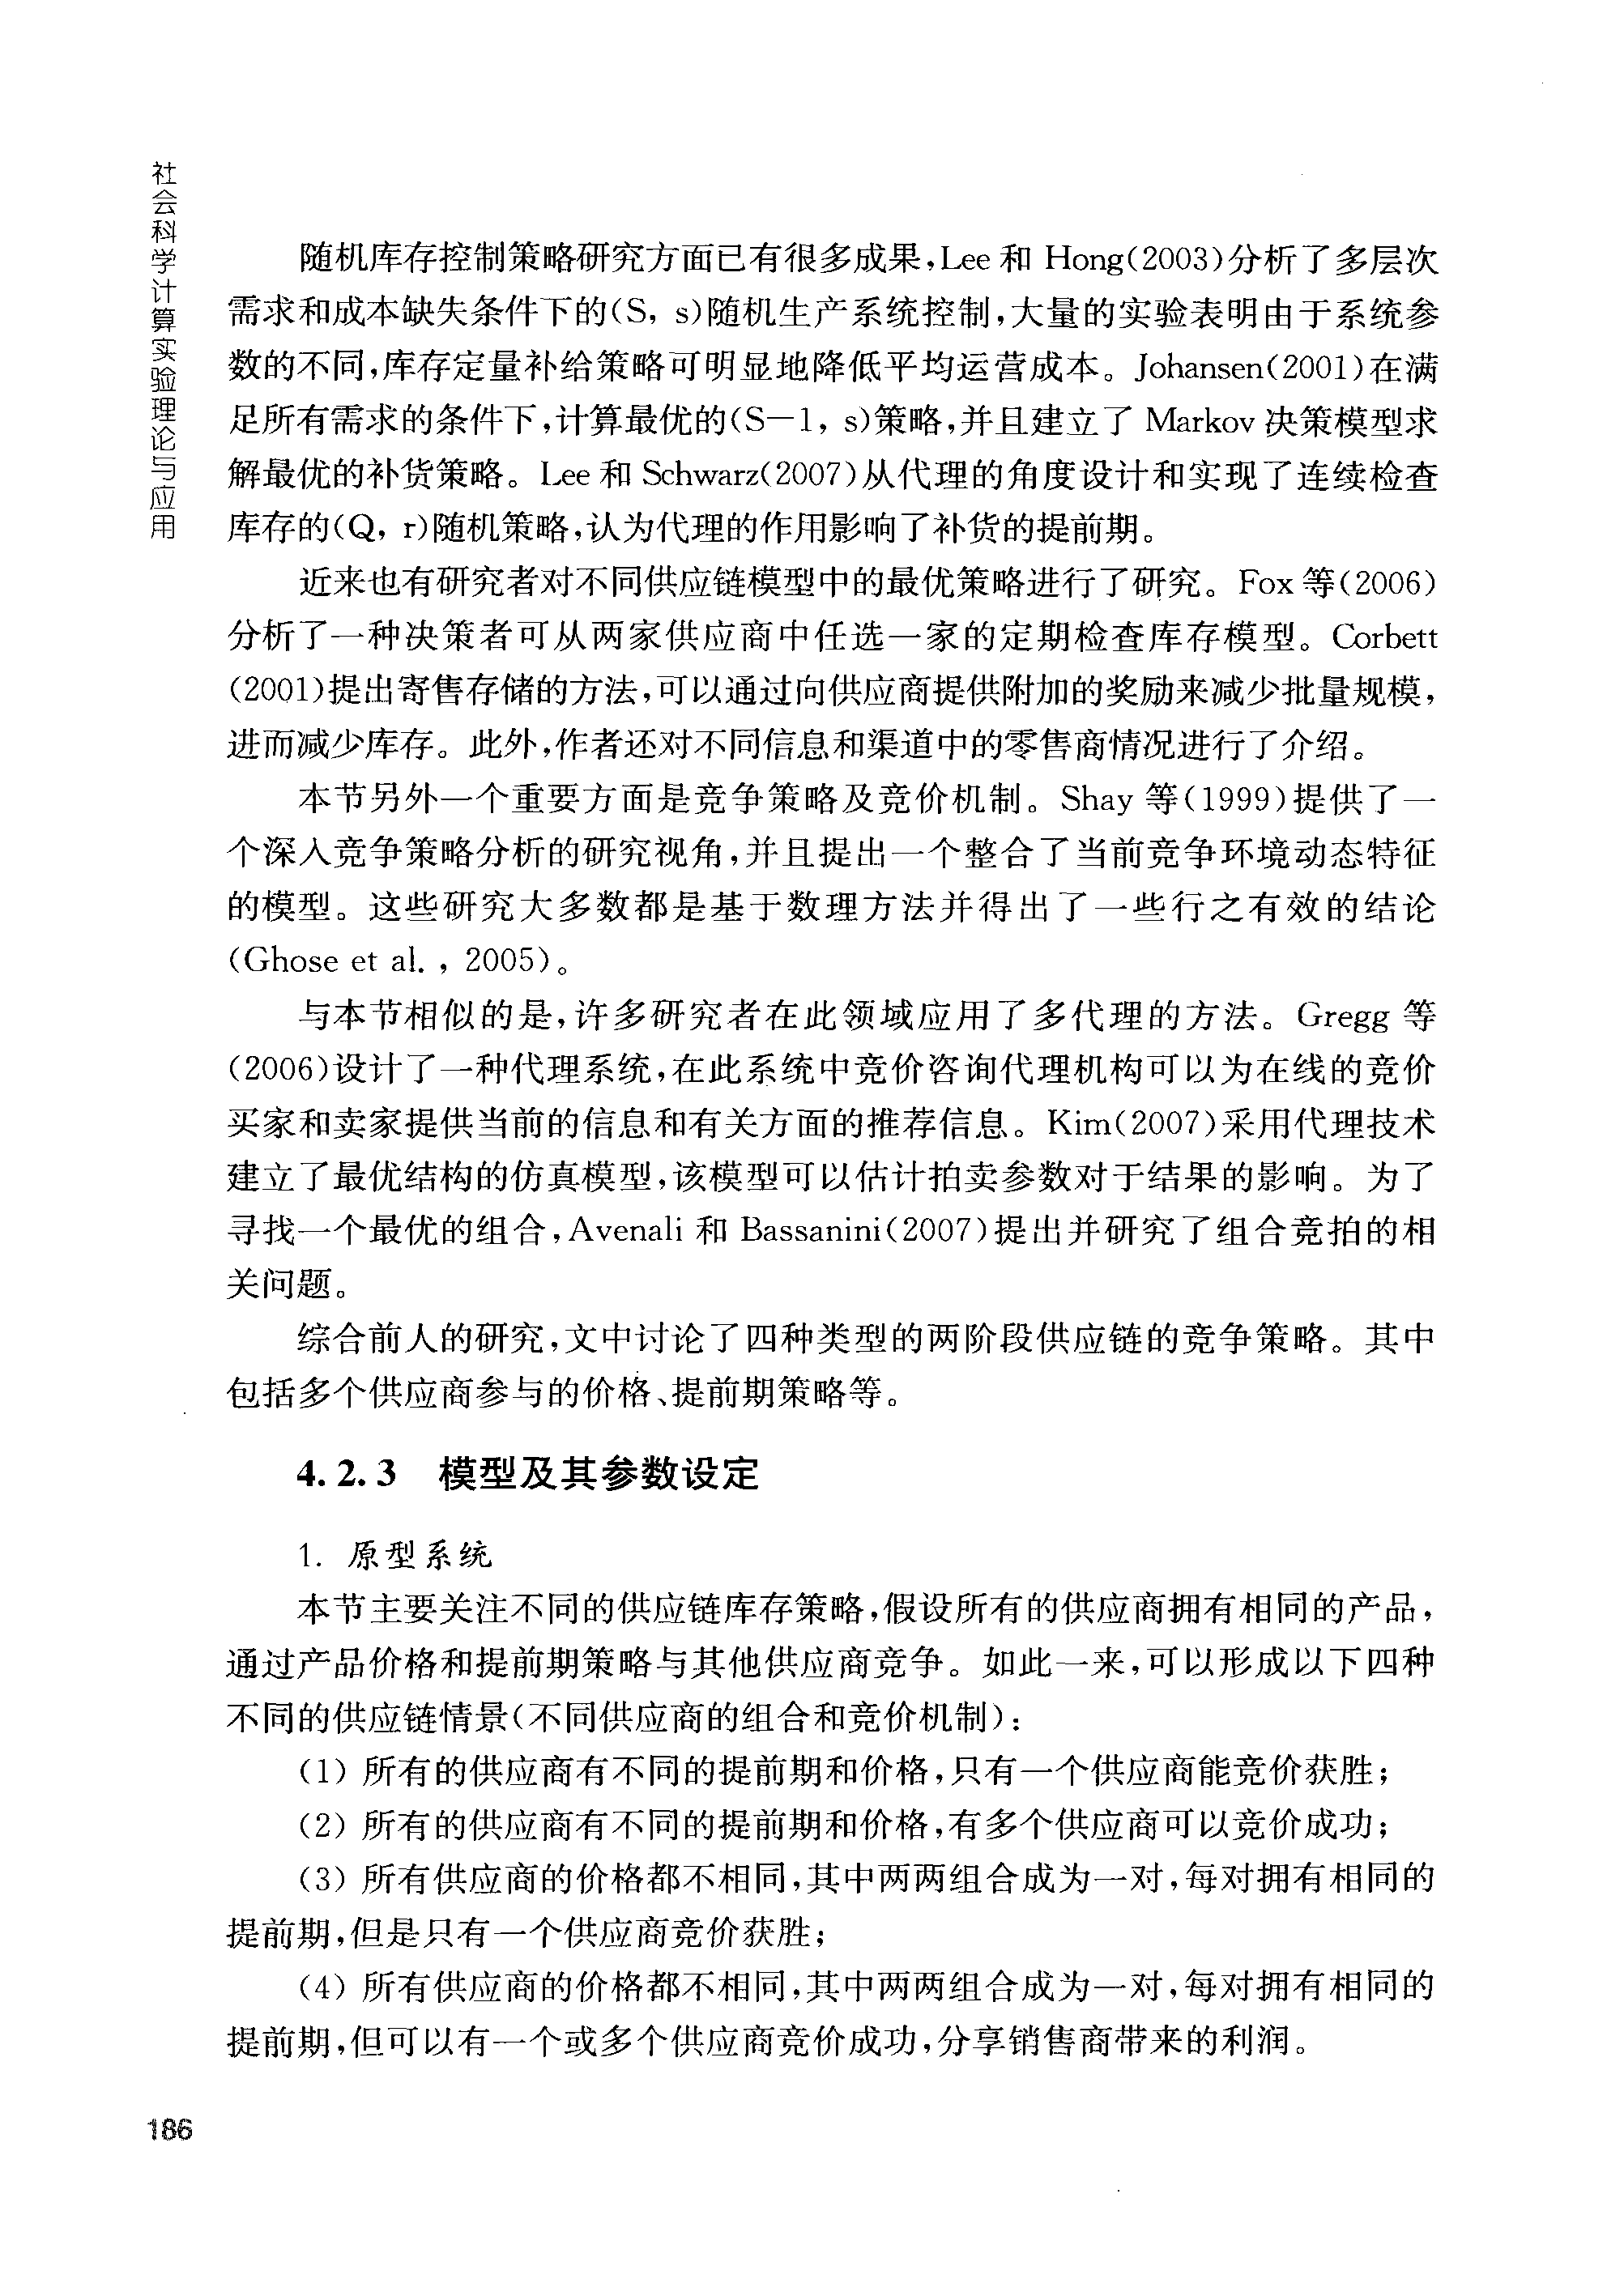 社会科学计算实验理论与应用
随机库存控制策略研究方面已有很多成果,Lee 和 Hong(2003)分析了多层次
需求和成本缺失条件下的(S, s)随机生产系统控制,大量的实验表明由于系统参
数的不同,库存定量补给策略可明显地降低平均运营成本。Johansen(2001)在满
足所有需求的条件下,计算最优的(S—1, s)策略,并且建立了 Markov 决策模型求
解最优的补货策略。Lee 和 Schwarz(2007)从代理的角度设计和实现了连续检查
库存的(Q, r)随机策略,认为代理的作用影响了补货的提前期。
近来也有研究者对不同供应链模型中的最优策略进行了研究。Fox 等(2006)
分析了一种决策者可从两家供应商中任选一家的定期检查库存模型。Corbett
(2001)提出寄售存储的方法,可以通过向供应商提供附加的奖励来减少批量规模,
进而减少库存。此外,作者还对不同信息和渠道中的零售商情况进行了介绍。
本节另外一个重要方面是竞争策略及竞价机制。Shay 等(1999)提供了一
个深入竞争策略分析的研究视角,并且提出一个整合了当前竞争环境动态特征
的模型。这些研究大多数都是基于数理方法并得出了一些行之有效的结论
(Ghose et al. , 2005)。
与本节相似的是,许多研究者在此领域应用了多代理的方法。Gregg 等
(2006)设计了一种代理系统,在此系统中竞价咨询代理机构可以为在线的竞价
买家和卖家提供当前的信息和有关方面的推荐信息。Kim(2007)采用代理技术
建立了最优结构的仿真模型,该模型可以估计拍卖参数对于结果的影响。为了
寻找一个最优的组合,Avenali 和 Bassanini(2007)提出并研究了组合竞拍的相
关问题。
综合前人的研究,文中讨论了四种类型的两阶段供应链的竞争策略。其中
包括多个供应商参与的价格、提前期策略等。
4.2.3 模型及其参数设定
1. 原型系统
本节主要关注不同的供应链库存策略,假设所有的供应商拥有相同的产品,
通过产品价格和提前期策略与其他供应商竞争。如此一来,可以形成以下四种
不同的供应链情景(不同供应商的组合和竞价机制):
(1) 所有的供应商有不同的提前期和价格,只有一个供应商能竞价获胜;
(2) 所有的供应商有不同的提前期和价格,有多个供应商可以竞价成功;
(3) 所有供应商的价格都不相同,其中两两组合成为一对,每对拥有相同的
提前期,但是只有一个供应商竞价获胜;
(4) 所有供应商的价格都不相同,其中两两组合成为一对,每对拥有相同的
提前期,但可以有一个或多个供应商竞价成功,分享销售商带来的利润。
186